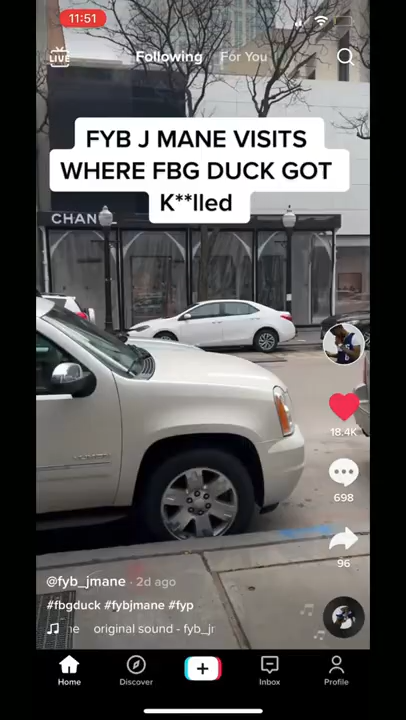 11:51
LIVE
Following For You
FYB J MANE VISITS
WHERE FBG DUCK GOT
K**lled
CHANEL
18.4K
698
96
@fyb_jmane · 2d ago
#fbgduck #fybjmane #fyp
original sound - fyb_jr
Home Discover Inbox Profile